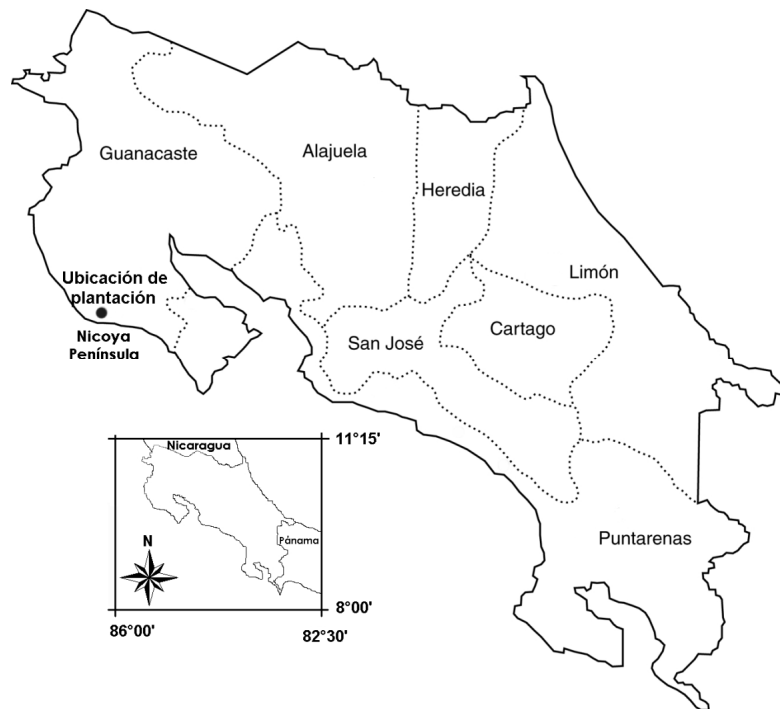 Guanacaste
Alajuela
Heredia
Limón
Ubicación de
plantación
Nicoya
Península
San José
Cartago
Puntarenas
Nicaragua
Pánama
N
11°15'
8°00'
86°00'
82°30'